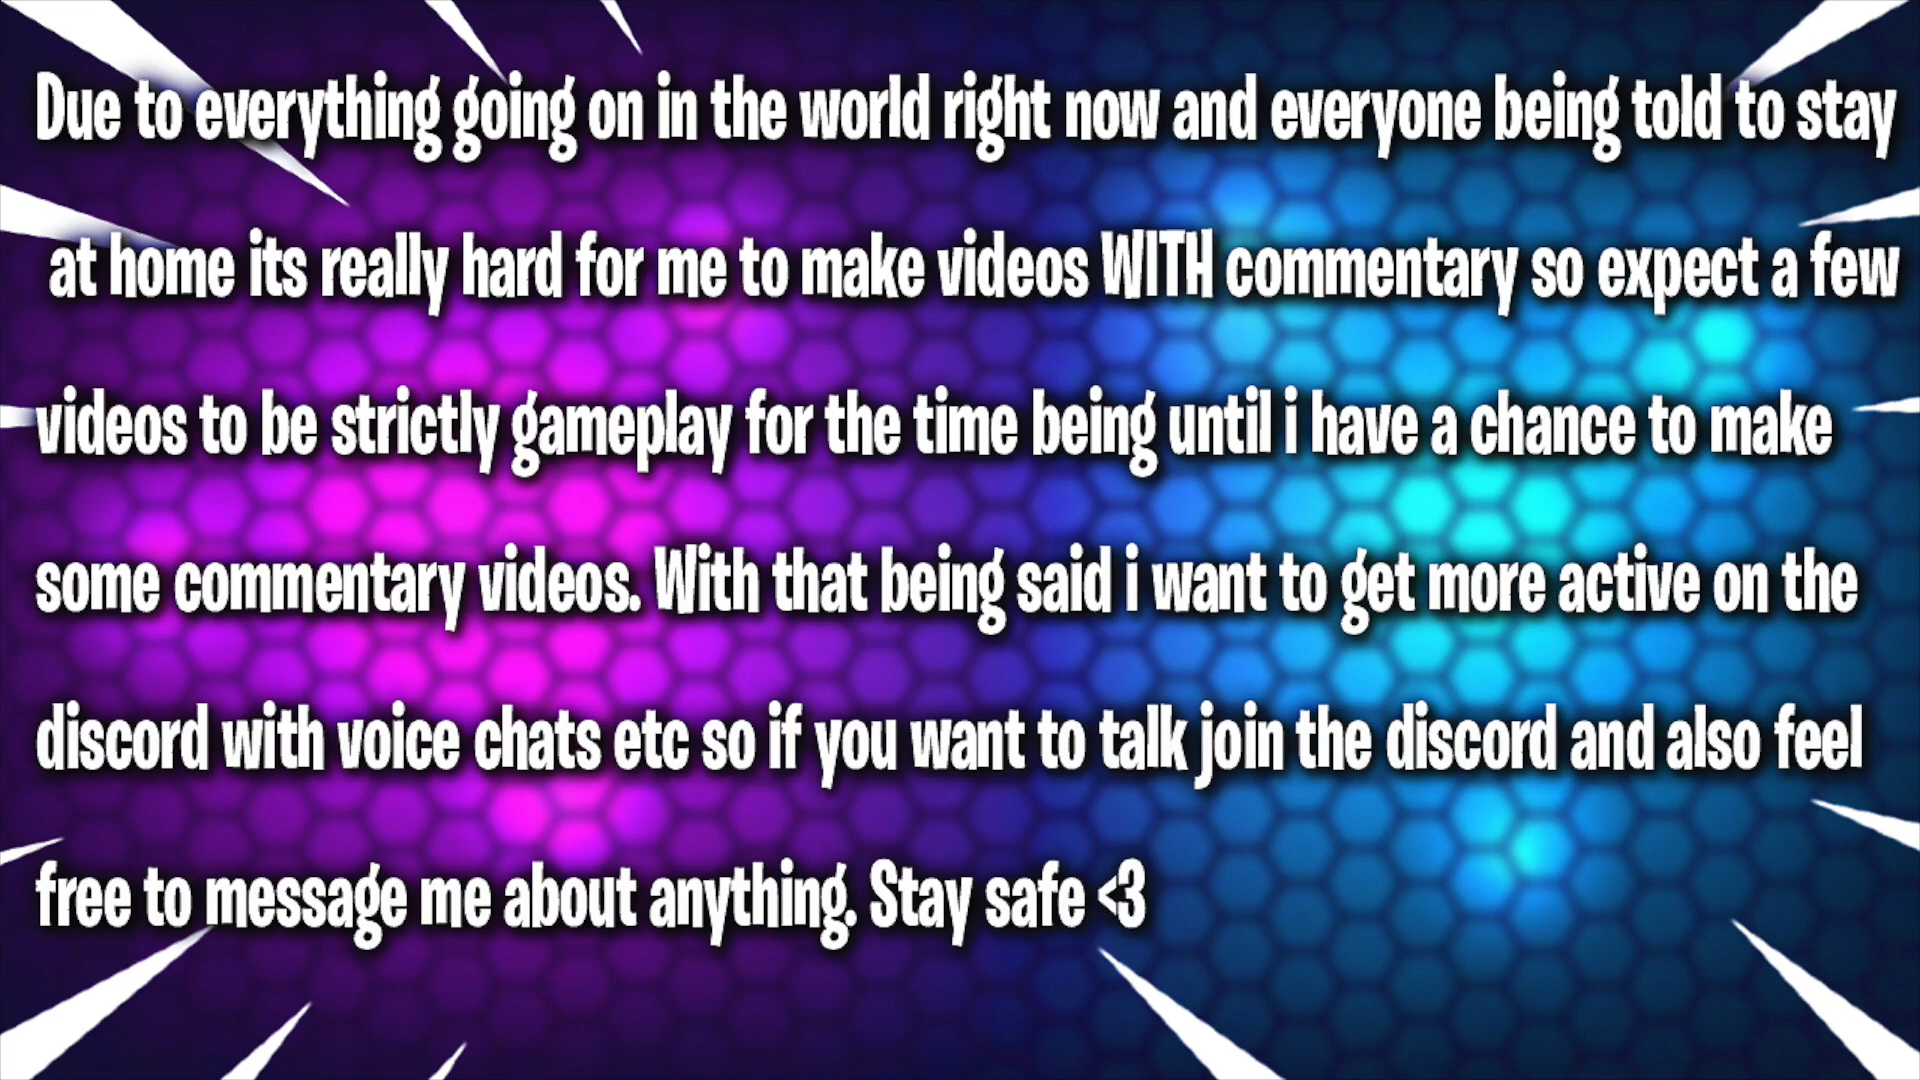 Due to everything going on in the world right now and everyone being told to stay
at home its really hard for me to make videos WITH commentary so expect a few
videos to be strictly gameplay for the time being until i have a chance to make
some commentary videos. With that being said i want to get more active on the
discord with voice chats etc so if you want to talk join the discord and also feel
free to message me about anything. Stay safe <3